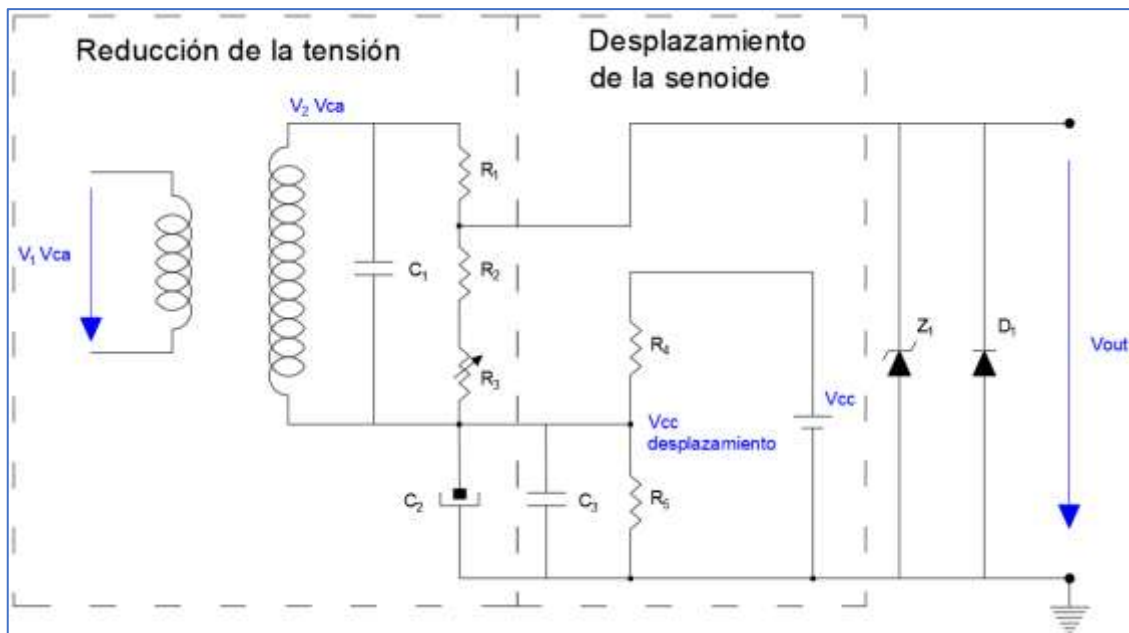 Reducción de la tensión
Desplazamiento
de la senoide
V₂ Vca
V₁ Vca
R₁
R₂
C₁
R₃
R₄
Z₁
D₁
Vout
Vcc
Vcc
desplazamiento
C₂
C₃
R₅